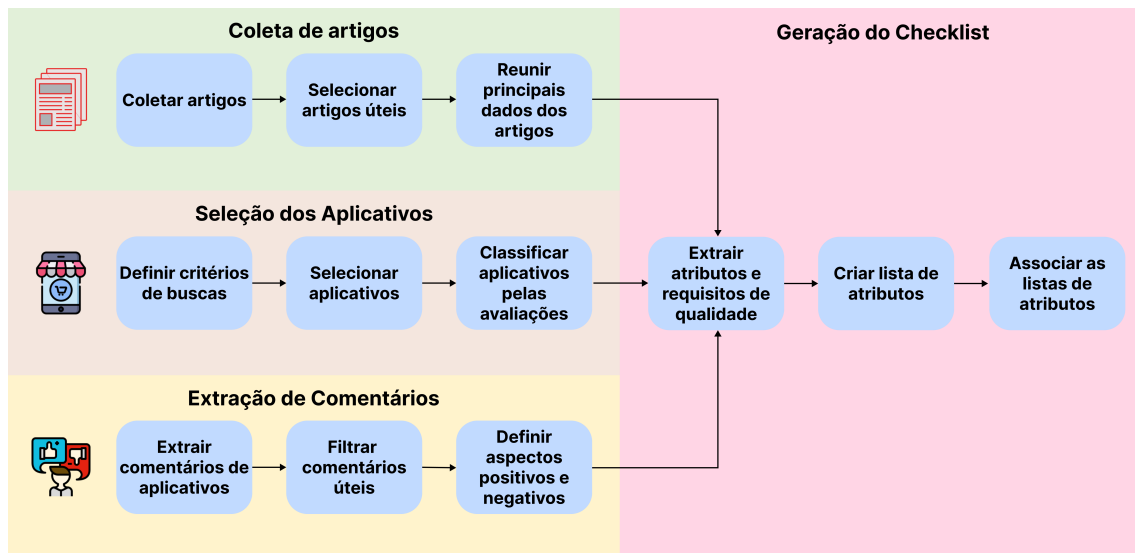 Coleta de artigos
Coletar artigos
Selecionar
artigos úteis
Reunir
principais
dados dos
artigos
Seleção dos Aplicativos
Definir critérios
de buscas
Selecionar
aplicativos
Classificar
aplicativos
pelas
avaliações
Extração de Comentários
Extrair
comentários de
aplicativos
Filtrar
comentários
úteis
Definir
aspectos
positivos e
negativos
Geração do Checklist
Extrair
atributos e
requisitos de
qualidade
Criar lista de
atributos
Associar as
listas de
atributos